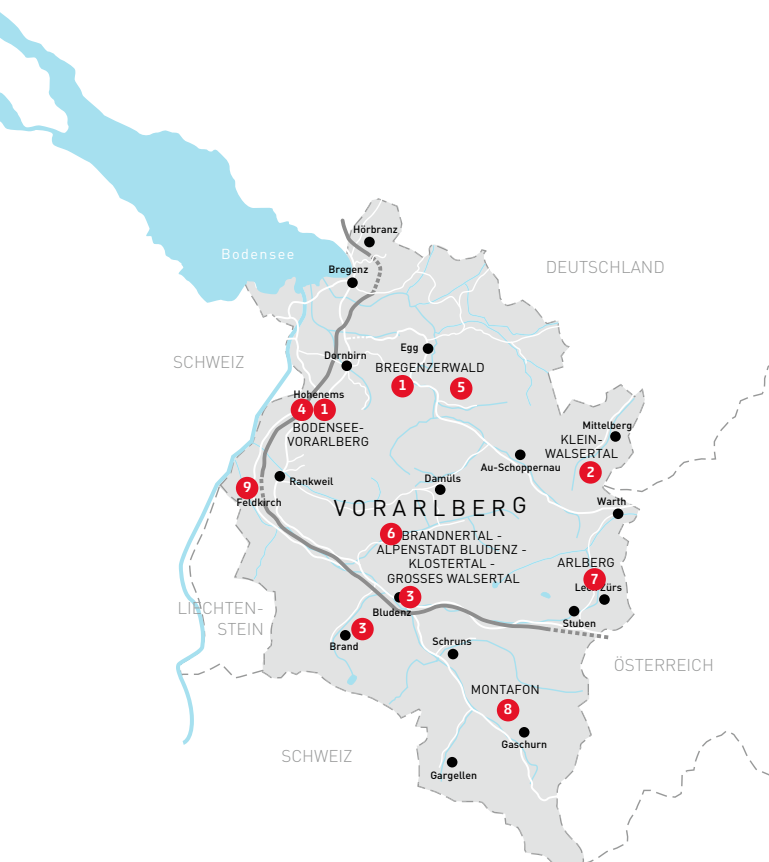 Hörbranz
Bodensee
DEUTSCHLAND
Bregenz
Egg
SCHWEIZ
Dornbirn
BREGENZERWALD
1
5
Hohenems
4
1
BODENSEE-
VORARLBERG
Mittelberg
KLEIN-
WALSERTAL
2
Au-Schoppernau
Damüls
Rankweil
9
Feldkirch
VORARLBERG
Warth
6
BRANDNERTAL -
ALPENSTADT BLUDENZ -
KLOSTERTAL -
GROSSES WALSERTAL
ARLBERG
7
Lech Zürs
3
Bludenz
LIECHTEN-
STEIN
Stuben
3
Brand
Schruns
ÖSTERREICH
MONTAFON
8
Gaschurn
SCHWEIZ
Gargellen